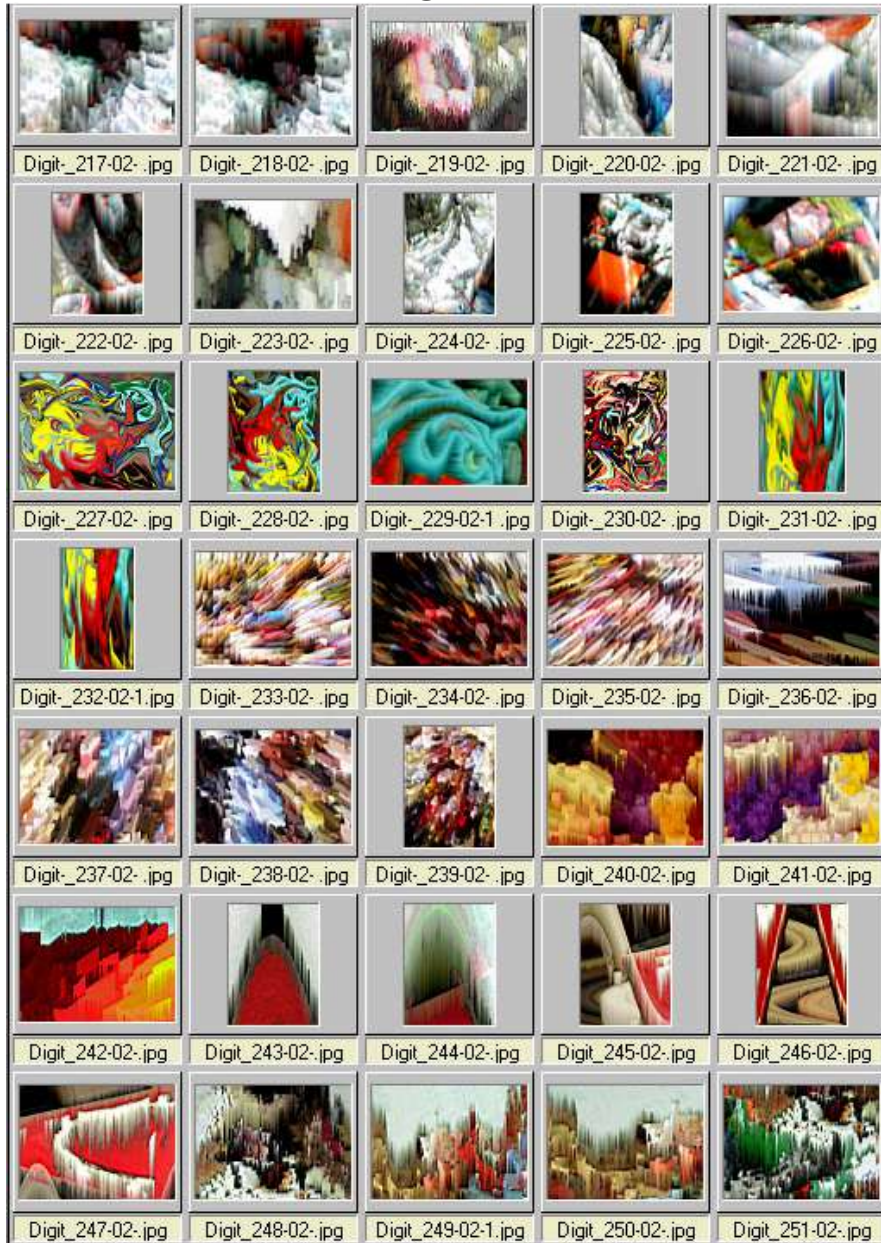 Digit-_217-02- .jpg Digit-_218-02- .jpg Digit-_219-02- .jpg Digit-_220-02- .jpg Digit-_221-02- .jpg
Digit-_222-02- .jpg Digit-_223-02- .jpg Digit-_224-02- .jpg Digit-_225-02- .jpg Digit-_226-02- .jpg
Digit-_227-02- .jpg Digit-_228-02- .jpg Digit-_229-02-1 .jpg Digit-_230-02- .jpg Digit-_231-02- .jpg
Digit-_232-02-1.jpg Digit-_233-02- .jpg Digit-_234-02- .jpg Digit-_235-02- .jpg Digit-_236-02- .jpg
Digit-_237-02- .jpg Digit-_238-02- .jpg Digit-_239-02- .jpg Digit_240-02- .jpg Digit_241-02- .jpg
Digit_242-02-.jpg Digit_243-02-.jpg Digit_244-02-.jpg Digit_245-02-.jpg Digit_246-02-.jpg
Digit_247-02-.jpg Digit_248-02-.jpg Digit_249-02-1.jpg Digit_250-02-.jpg Digit_251-02-.jpg